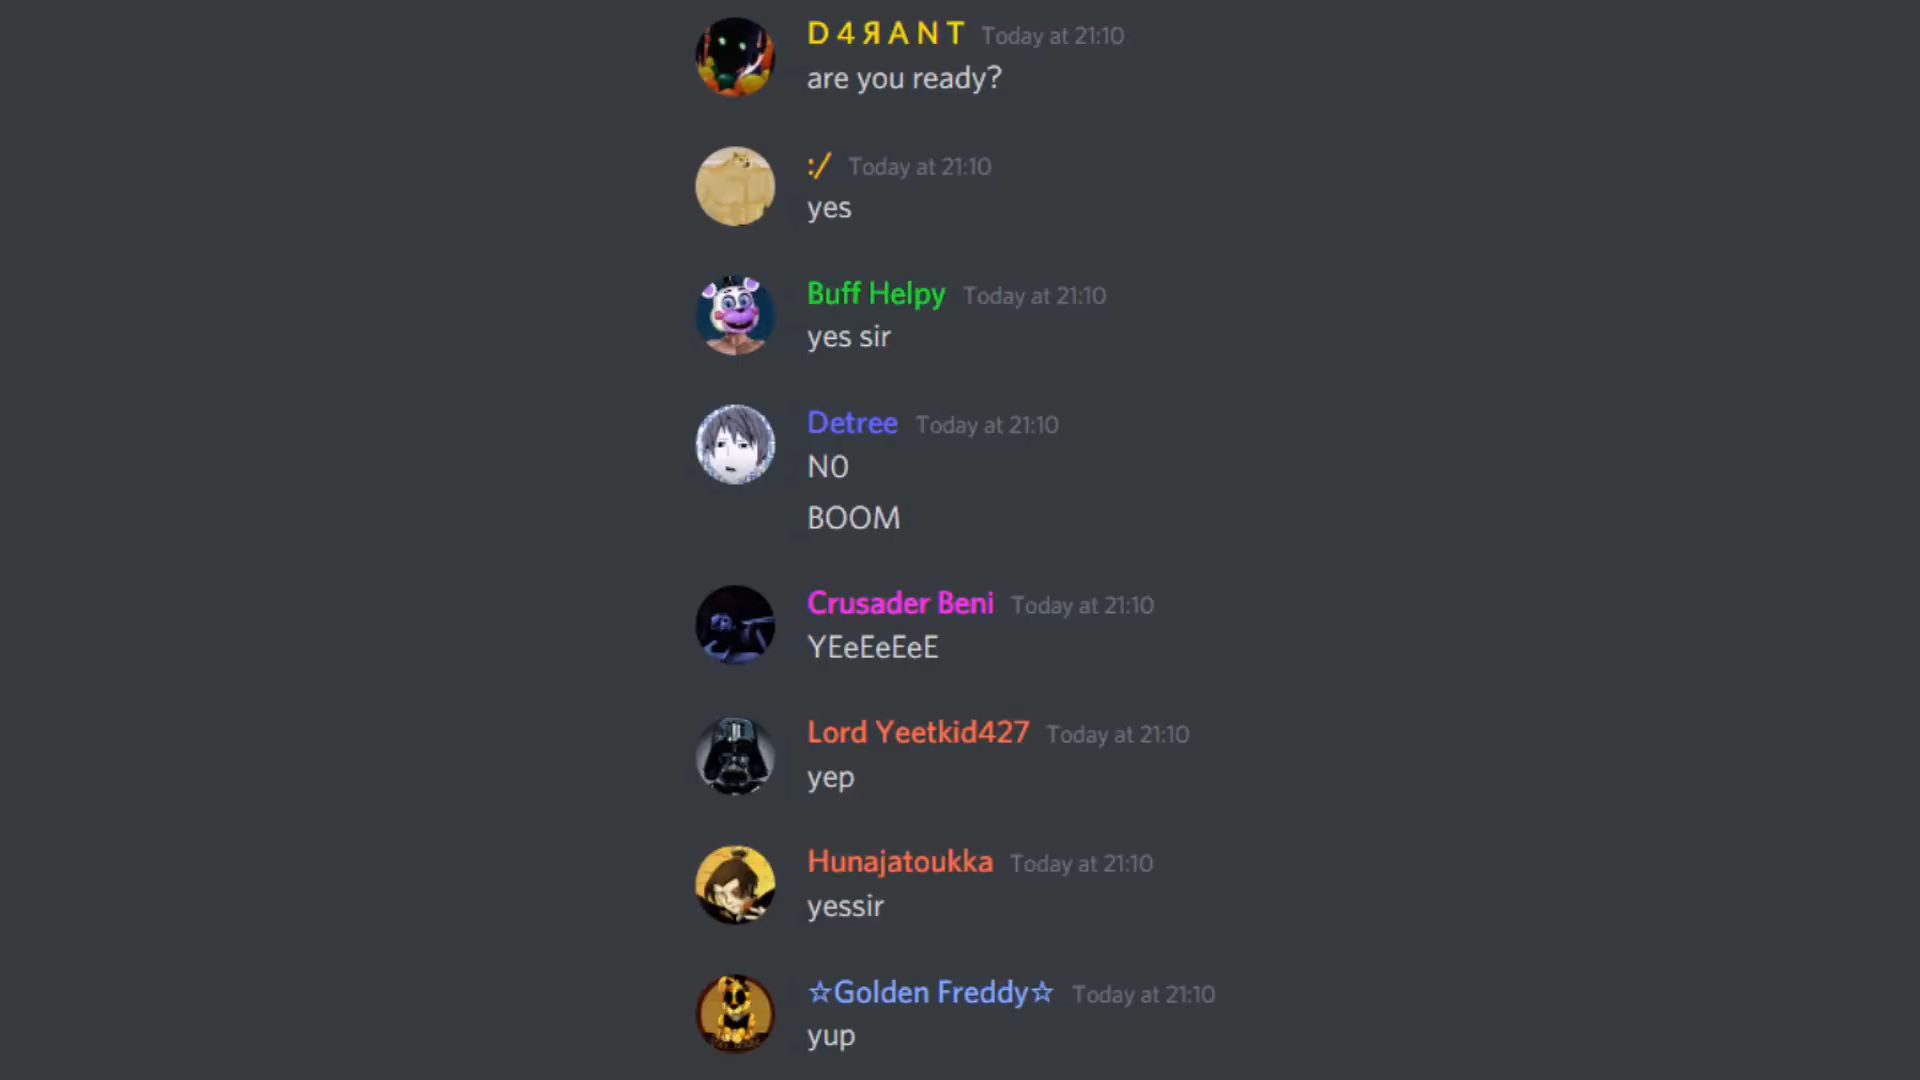 D 4 Я A N T Today at 21:10
are you ready?
:/ Today at 21:10
yes
Buff Helpy Today at 21:10
yes sir
Detree Today at 21:10
N0
BOOM
Crusader Beni Today at 21:10
YEeEeEeE
Lord Yeetkid427 Today at 21:10
yep
Hunajatoukka Today at 21:10
yessir
☆Golden Freddy☆ Today at 21:10
yup